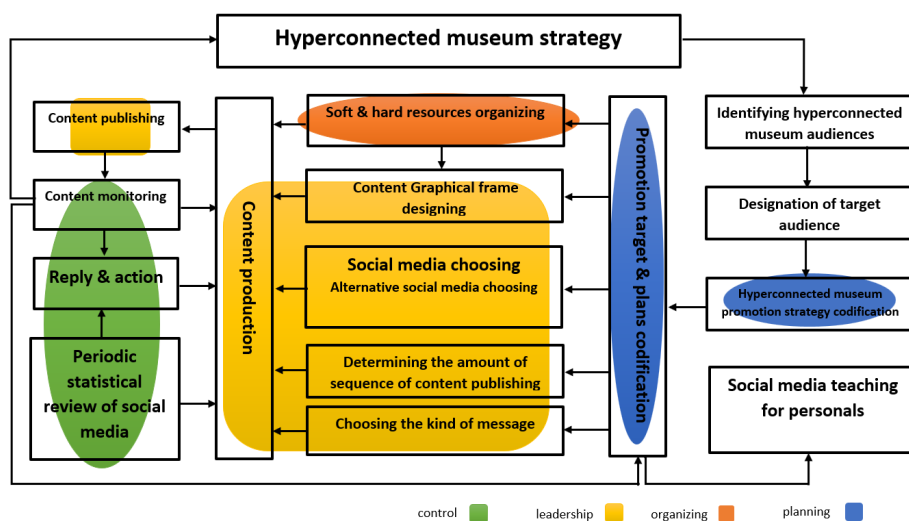 Hyperconnected museum strategy
Content publishing
Content monitoring
Reply & action
Periodic
statistical
review of social
media
Content production
Soft & hard resources organizing
Content Graphical frame
designing
Social media choosing
Alternative social media choosing
Determining the amount of
sequence of content publishing
Choosing the kind of message
Promotion target & plans codification
Identifying hyperconnected
museum audiences
Designation of target
audience
Hyperconnected museum
promotion strategy codification
Social media teaching
for personals
control
leadership
organizing
planning